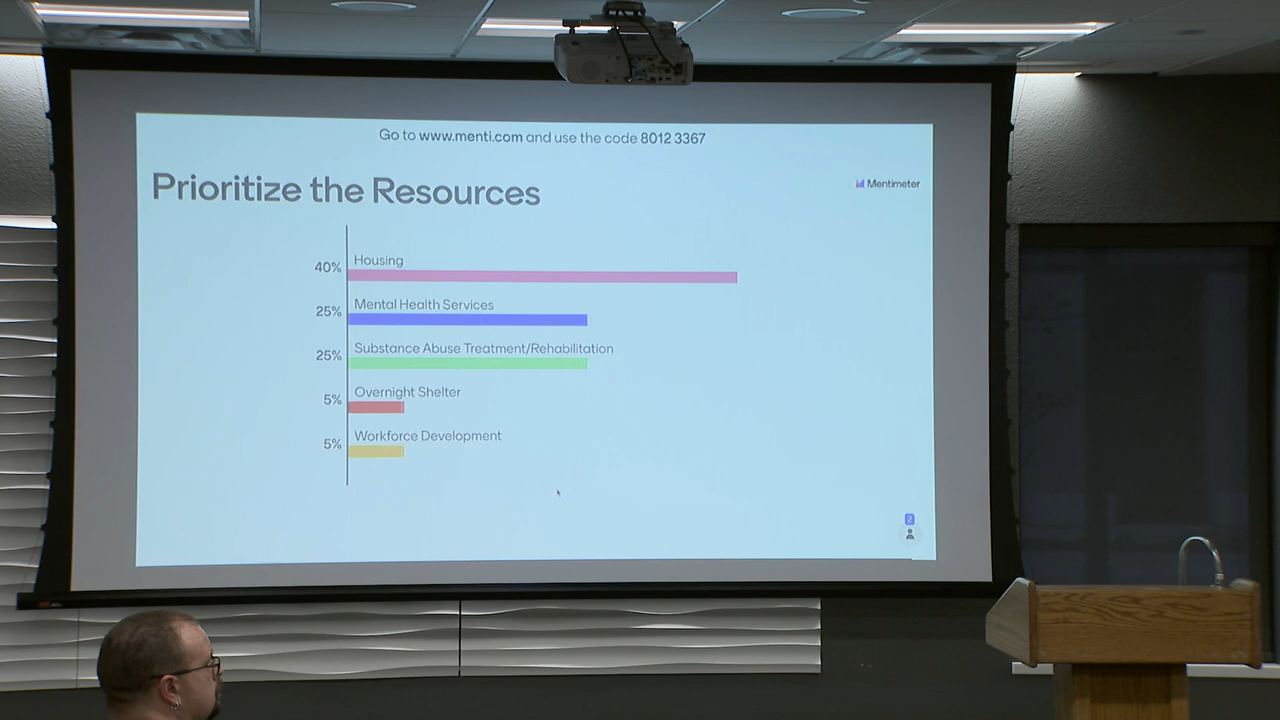 Go to www.menti.com and use the code 8012 3367
Prioritize the Resources
Mentimeter
Housing
40%
Mental Health Services
25%
Substance Abuse Treatment/Rehabilitation
25%
Overnight Shelter
5%
Workforce Development
5%
2